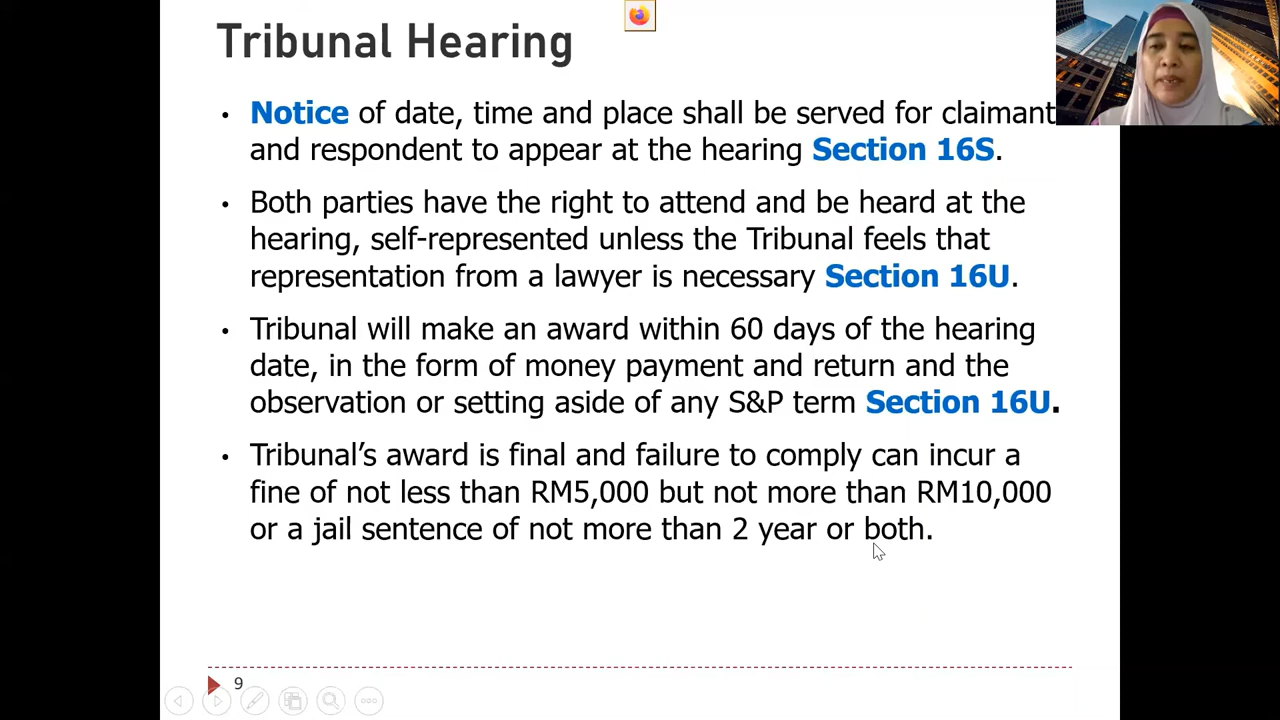 Tribunal Hearing
• Notice of date, time and place shall be served for claimant
and respondent to appear at the hearing Section 16S.
• Both parties have the right to attend and be heard at the
hearing, self-represented unless the Tribunal feels that
representation from a lawyer is necessary Section 16U.
• Tribunal will make an award within 60 days of the hearing
date, in the form of money payment and return and the
observation or setting aside of any S&P term Section 16U.
• Tribunal’s award is final and failure to comply can incur a
fine of not less than RM5,000 but not more than RM10,000
or a jail sentence of not more than 2 year or both.
9